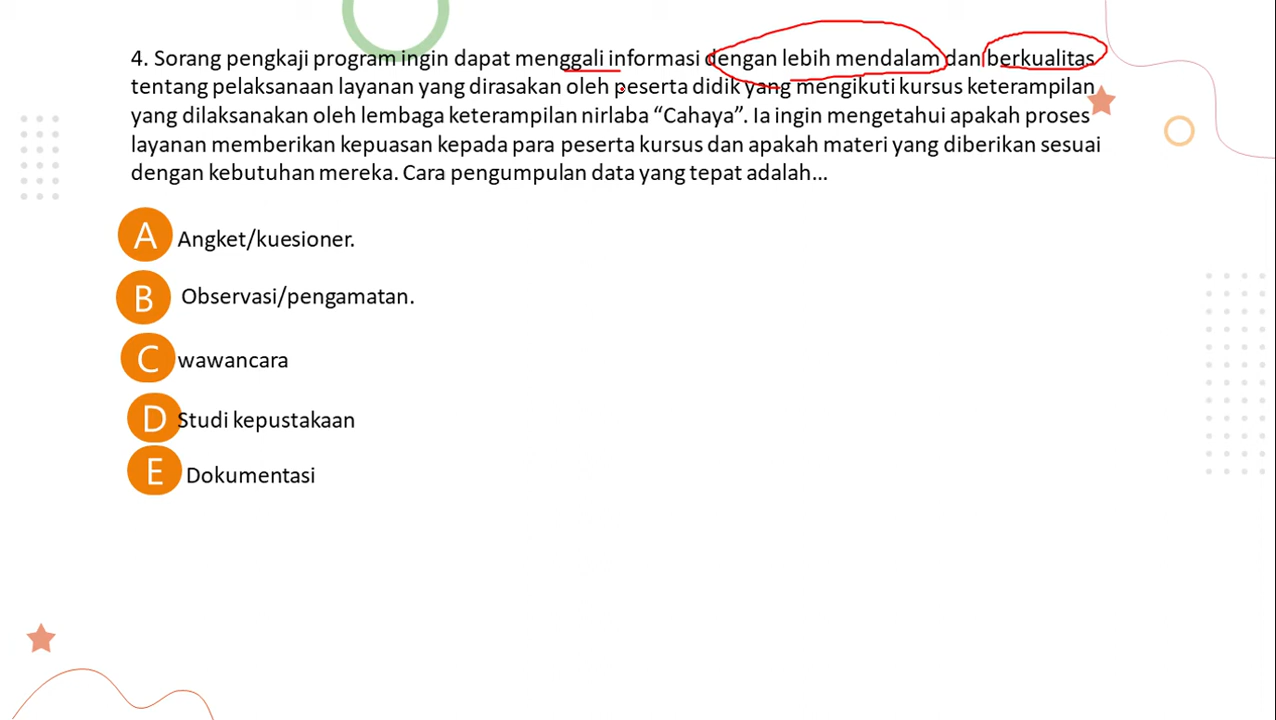 4. Sorang pengkaji program ingin dapat menggali informasi dengan lebih mendalam dan berkualitas
tentang pelaksanaan layanan yang dirasakan oleh peserta didik yang mengikuti kursus keterampilan
yang dilaksanakan oleh lembaga keterampilan nirlaba “Cahaya”. Ia ingin mengetahui apakah proses
layanan memberikan kepuasan kepada para peserta kursus dan apakah materi yang diberikan sesuai
dengan kebutuhan mereka. Cara pengumpulan data yang tepat adalah...
A Angket/kuesioner.
B Observasi/pengamatan.
C wawancara
D Studi kepustakaan
E Dokumentasi